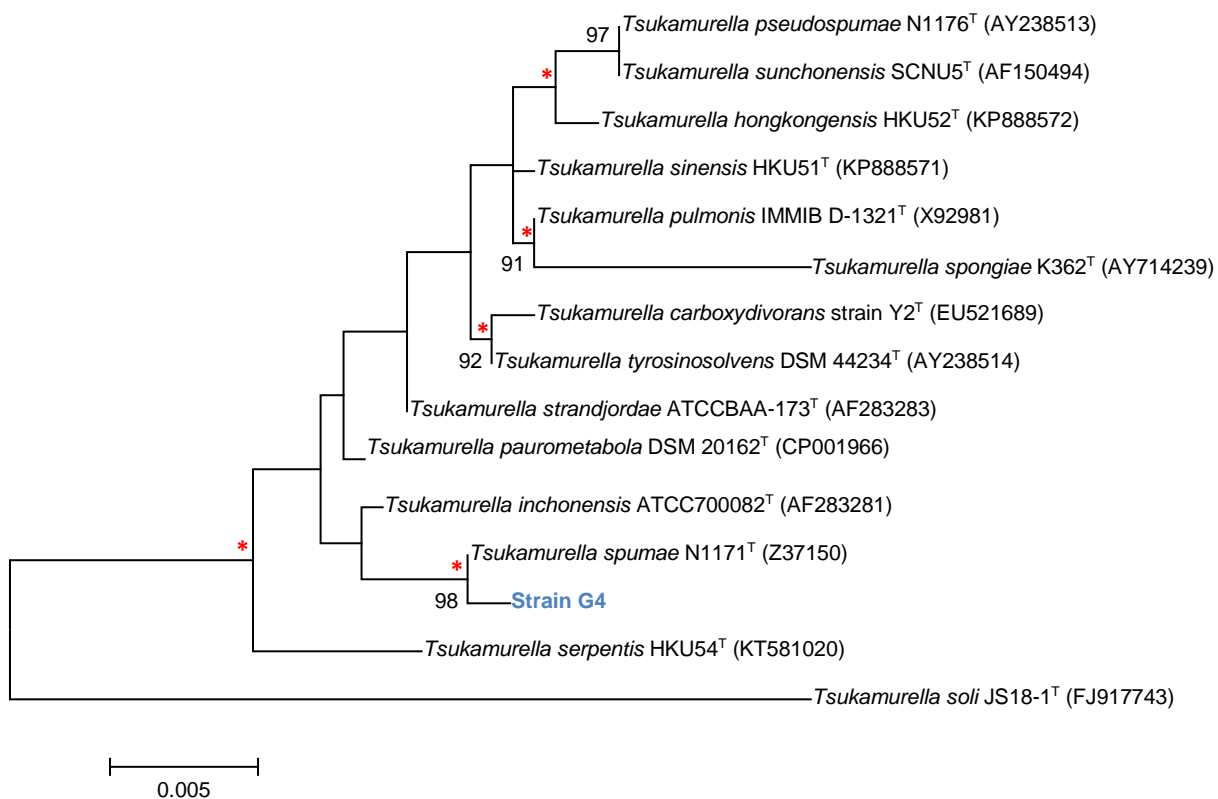 97 Tsukamurella pseudospumae N1176ᵀ (AY238513)
* Tsukamurella sunchonensis SCNU5ᵀ (AF150494)
Tsukamurella hongkongensis HKU52ᵀ (KP888572)
Tsukamurella sinensis HKU51ᵀ (KP888571)
Tsukamurella pulmonis IMMIB D-1321ᵀ (X92981)
*
91 Tsukamurella spongiae K362ᵀ (AY714239)
Tsukamurella carboxydivorans strain Y2ᵀ (EU521689)
*
92 Tsukamurella tyrosinosolvens DSM 44234ᵀ (AY238514)
Tsukamurella strandjordae ATCCBAA-173ᵀ (AF283283)
Tsukamurella paurometabola DSM 20162ᵀ (CP001966)
Tsukamurella inchonensis ATCC700082ᵀ (AF283281)
*
Tsukamurella spumae N1171ᵀ (Z37150)
*
98 Strain G4
Tsukamurella serpentis HKU54ᵀ (KT581020)
Tsukamurella soli JS18-1ᵀ (FJ917743)
0.005